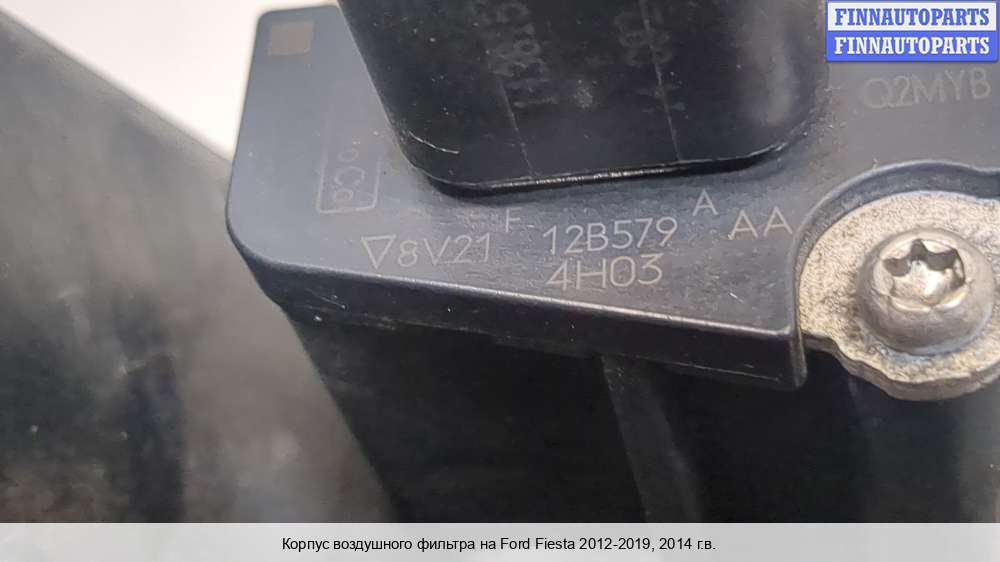 FINNAUTOPARTS
FINNAUTOPARTS
Q2MYB
F A
8V21 12B579 AA
4H03
Корпус воздушного фильтра на Ford Fiesta 2012-2019, 2014 г.в.